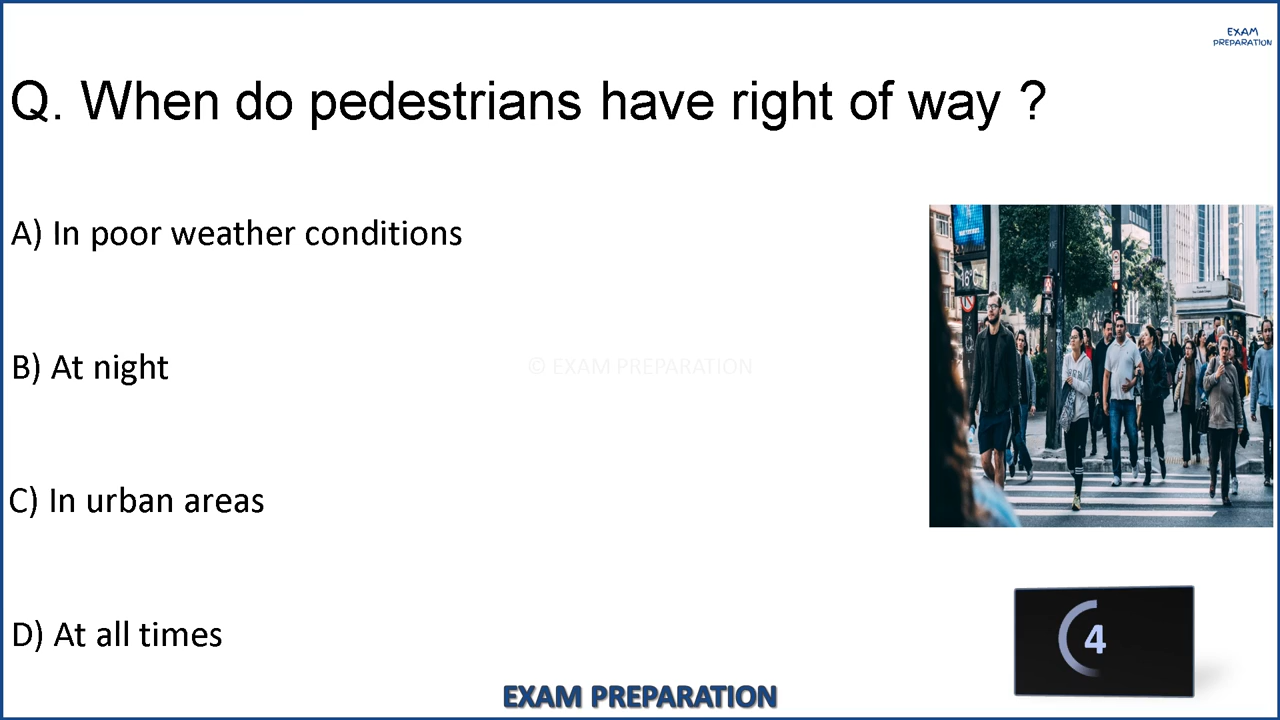 EXAM
PREPARATION
Q. When do pedestrians have right of way ?
A) In poor weather conditions
B) At night
© EXAM PREPARATION
C) In urban areas
16°C
D) At all times
4
EXAM PREPARATION